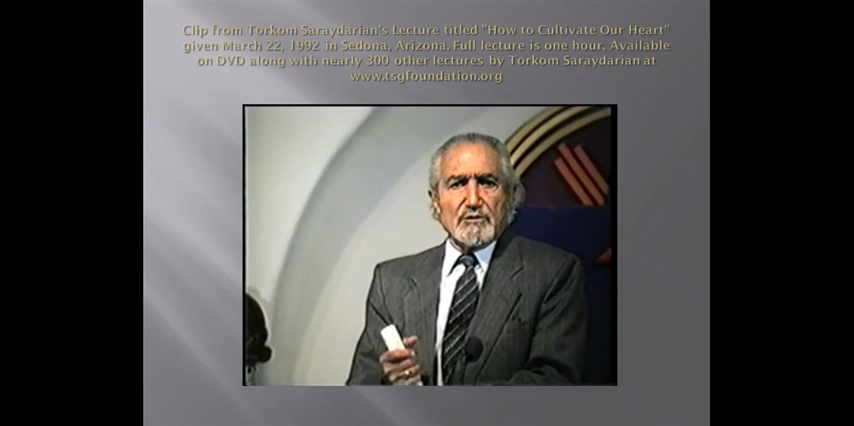 Clip from Torkom Saraydarian's Lecture titled "How to Cultivate Our Heart"
given March 22, 1992 in Sedona, Arizona. Full lecture is one hour. Available
on DVD along with nearly 300 other lectures by Torkom Saraydarian at
www.tsgfoundation.org